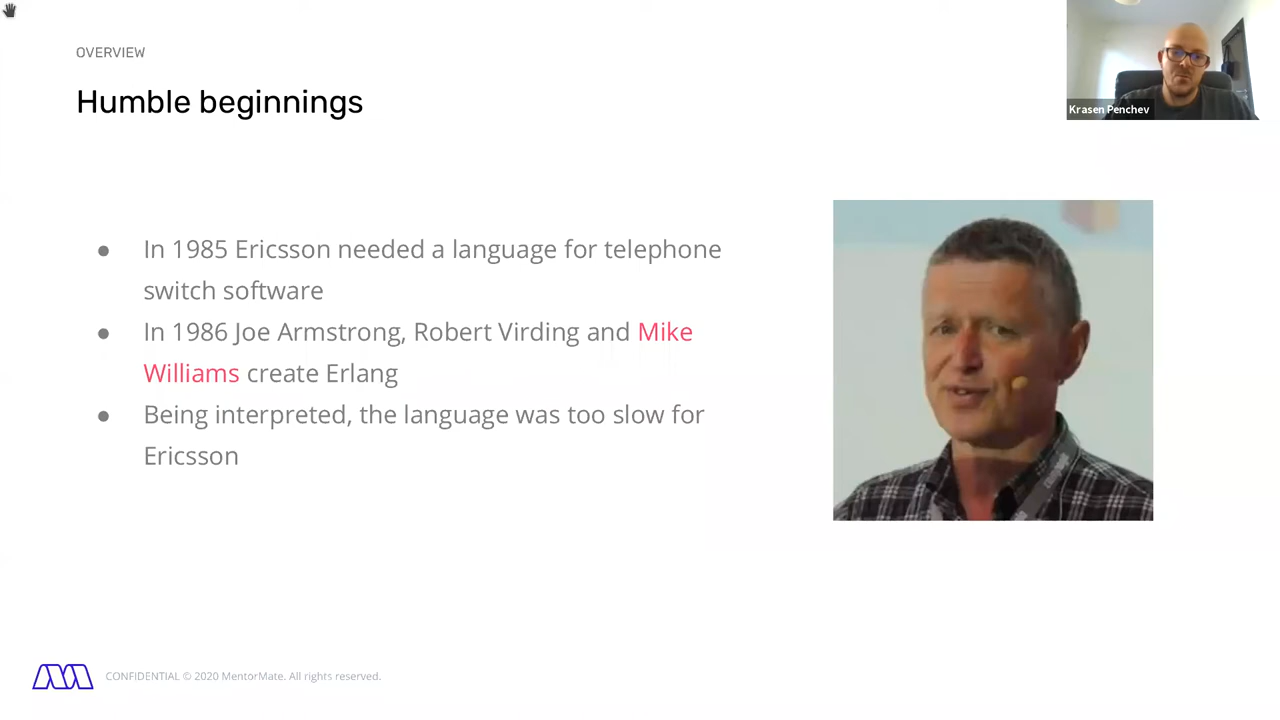 OVERVIEW
Humble beginnings
Krasen Penchev
● In 1985 Ericsson needed a language for telephone
switch software
● In 1986 Joe Armstrong, Robert Virding and Mike
Williams create Erlang
● Being interpreted, the language was too slow for
Ericsson
CONFIDENTIAL © 2020 MentorMate. All rights reserved.